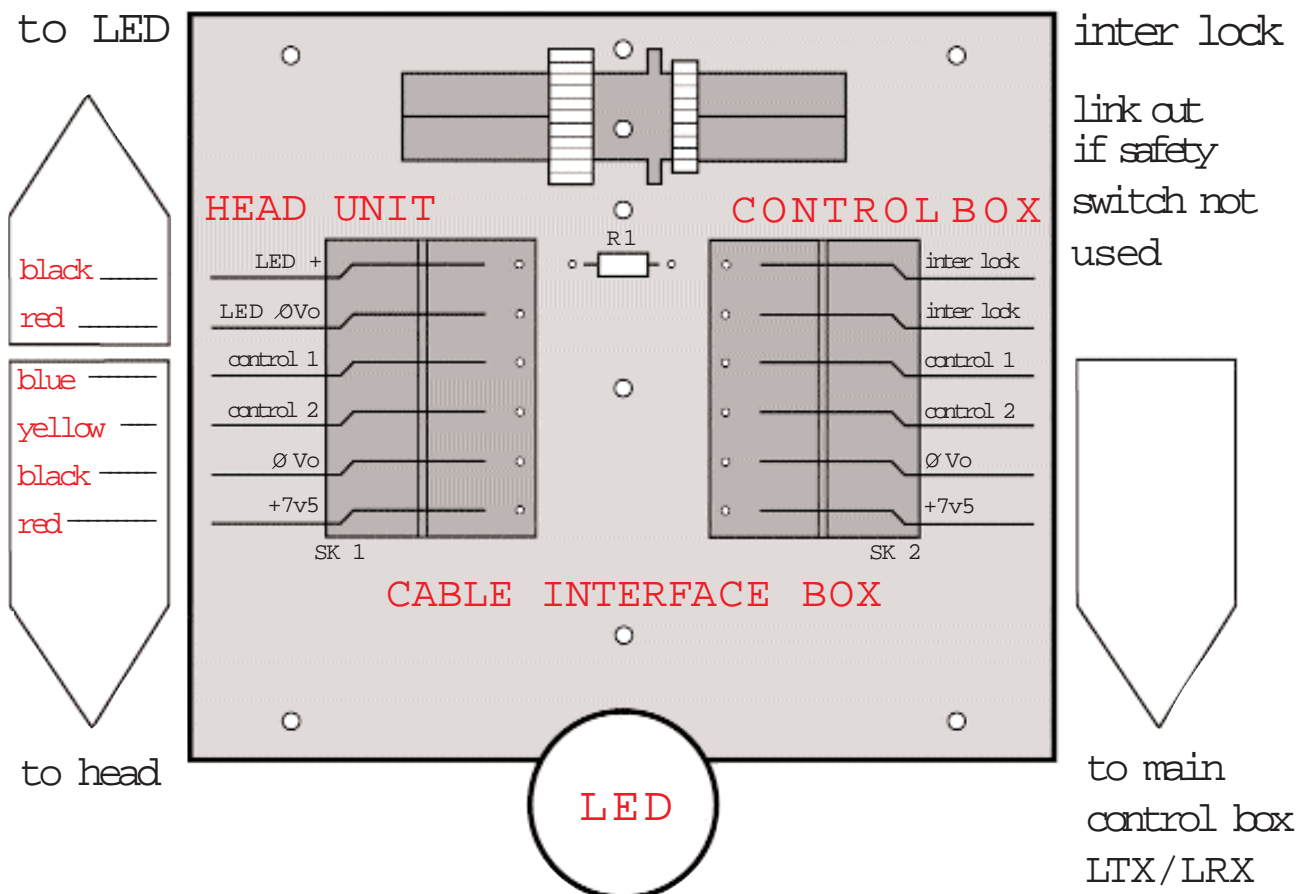 to LED
inter lock
link out
if safety
switch not
used
HEAD UNIT
CONTROL BOX
R1
black
red
LED +
LED ØVo
control 1
control 2
Ø Vo
+7v5
inter lock
inter lock
control 1
control 2
Ø Vo
+7v5
blue
yellow
black
red
SK 1
SK 2
CABLE INTERFACE BOX
to head
LED
to main
control box
LTX/LRX